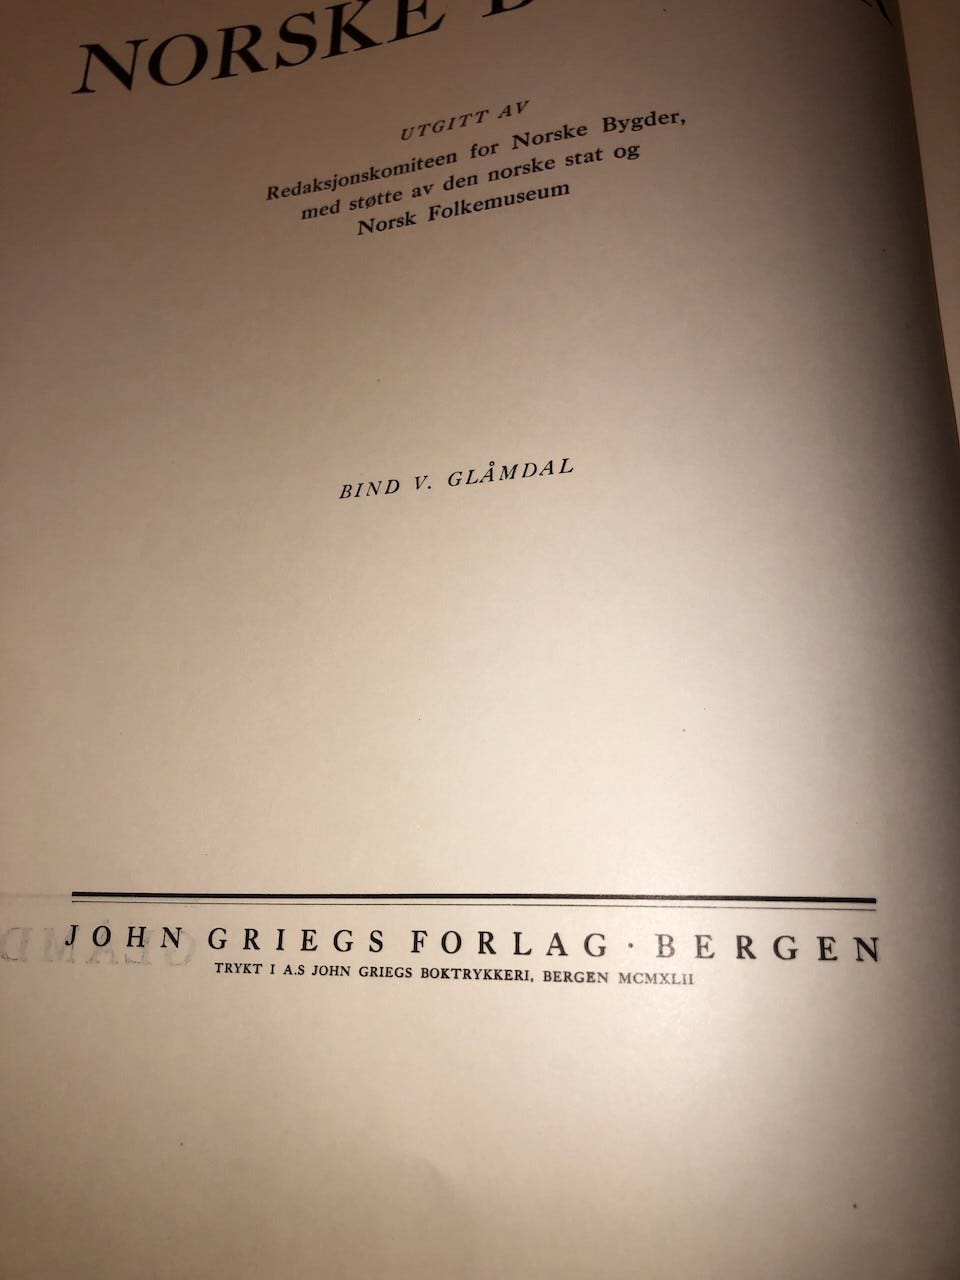 NORSKE
UTGITT AV
Redaksjonskomiteen for Norske Bygder,
med støtte av den norske stat og
Norsk Folkemuseum
BIND V. GLÅMDAL
JOHN GRIEGS FORLAG · BERGEN
TRYKT I A.S JOHN GRIEGS BOKTRYKKERI, BERGEN MCMXLII